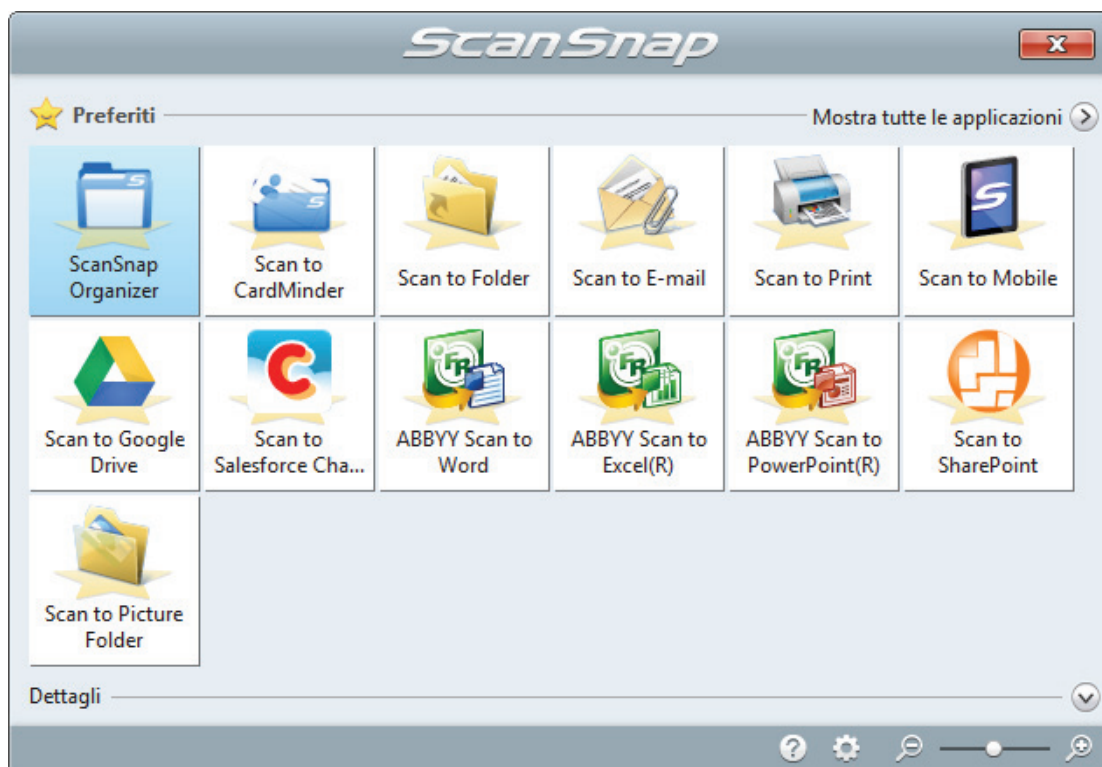 ScanSnap
Preferiti
Mostra tutte le applicazioni
ScanSnap
Organizer
Scan to
CardMinder
Scan to Folder
Scan to E-mail
Scan to Print
Scan to Mobile
Scan to Google
Drive
Scan to
Salesforce Cha...
ABBYY Scan to
Word
ABBYY Scan to
Excel(R)
ABBYY Scan to
PowerPoint(R)
Scan to
SharePoint
Scan to Picture
Folder
Dettagli